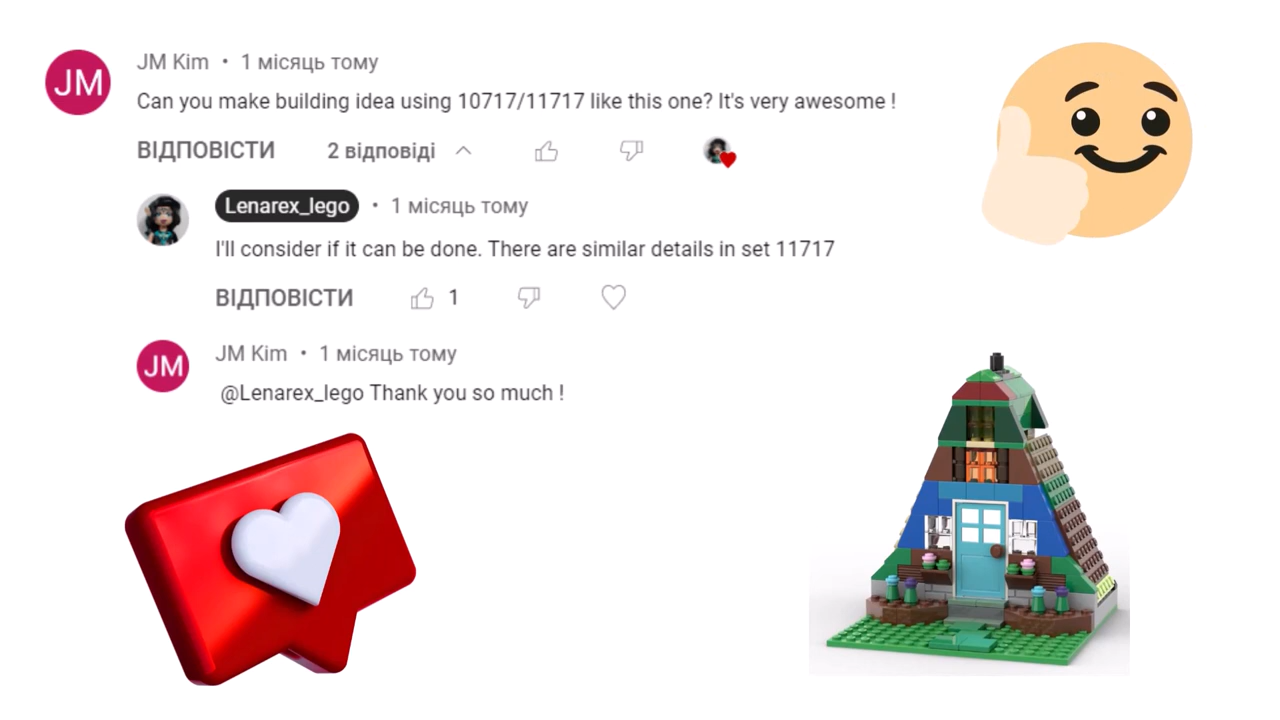 JM
JM Kim • 1 місяць тому
Can you make building idea using 10717/11717 like this one? It's very awesome !
ВІДПОВІСТИ 2 відповіді
Lenarex_lego • 1 місяць тому
I'll consider if it can be done. There are similar details in set 11717
ВІДПОВІСТИ 1
JM
JM Kim • 1 місяць тому
@Lenarex_lego Thank you so much !